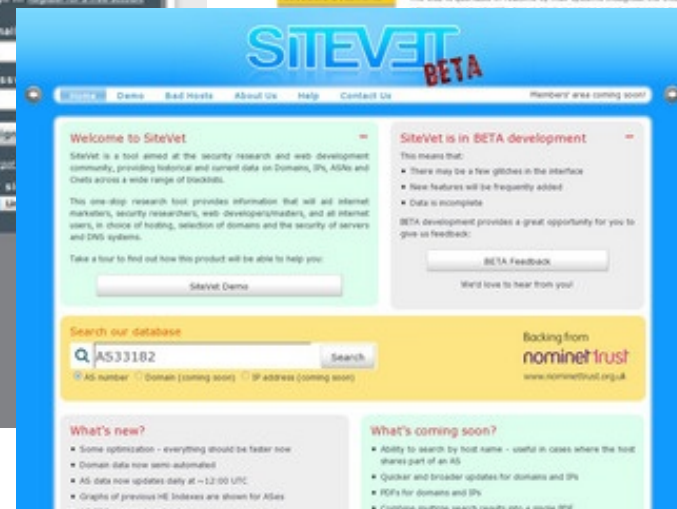 SiTEVET
BETA
Home Demo Bad Hosts About Us Help Contact Us
Members' area coming soon!
Welcome to SiteVet
SiteVet is a tool aimed at the security research and web development
community, providing historical and current data on Domains, IPs, ASNs and
Cnets across a wide range of blacklists.
This one-stop research tool provides information that will aid internet
marketers, security researchers, web developers/masters, and all internet
users, in choice of hosting, selection of domains and the security of servers
and DNS systems.
Take a tour to find out how this product will be able to help you:
SiteVet Demo
SiteVet is in BETA development
This means that:
There may be a few glitches in the interface
New features will be frequently added
Data is incomplete
BETA development provides a great opportunity for you to
give us feedback:
BETA Feedback
We'd love to hear from you!
Search our database
AS33182
Search
AS number Domain (coming soon) IP address (coming soon)
Backing from
nominet trust
www.nominettrust.org.uk
What's new?
Some optimization - everything should be faster now
Domain data now semi-automated
AS data now updates daily at ~12:00 UTC
Graphs of previous HE Indexes are shown for ASes
What's coming soon?
Ability to search by host name - useful in cases where the host
shares part of an AS
Quicker and broader updates for domains and IPs
PDFs for domains and IPs
Combine multiple search results into a single PDF